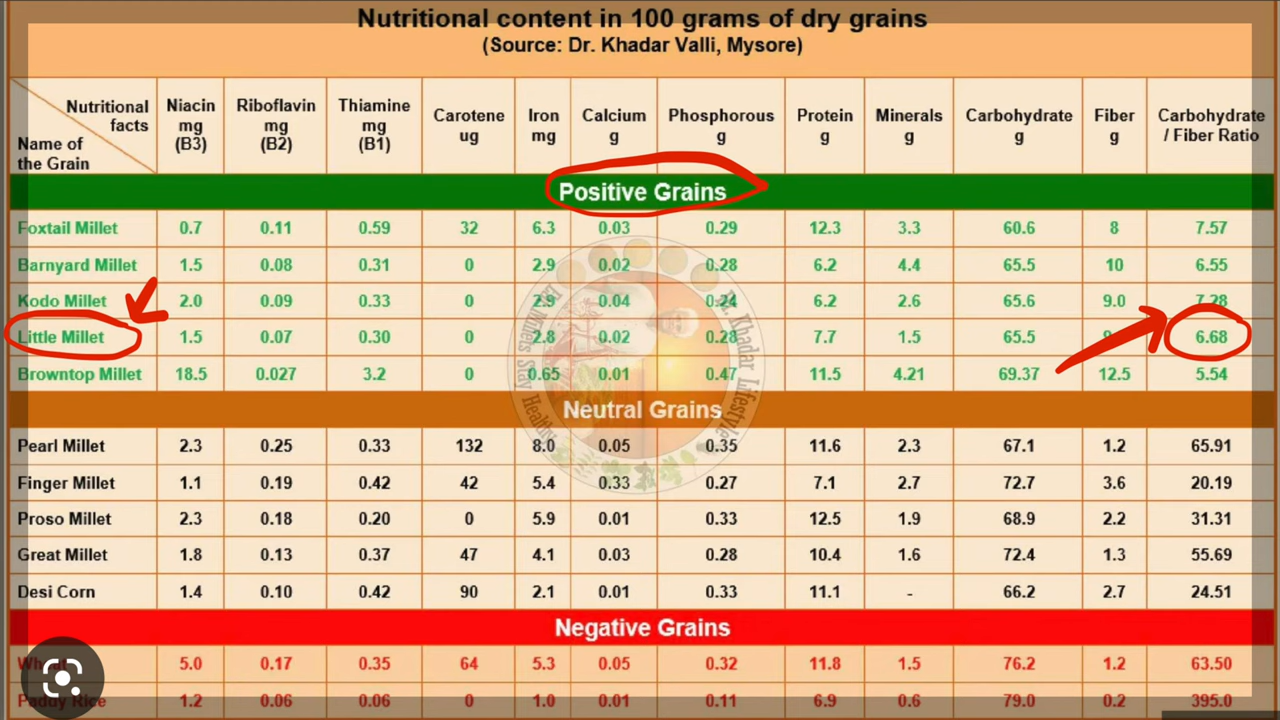 Nutritional content in 100 grams of dry grains
(Source: Dr. Khadar Valli, Mysore)
Nutritional facts Name of the Grain | Niacin mg (B3) | Riboflavin mg (B2) | Thiamine mg (B1) | Carotene ug | Iron mg | Calcium g | Phosphorous g | Protein g | Minerals g | Carbohydrate g | Fiber g | Carbohydrate / Fiber Ratio
Positive Grains
Foxtail Millet 0.7 0.11 0.59 32 6.3 0.03 0.29 12.3 3.3 60.6 8 7.57
Barnyard Millet 1.5 0.08 0.31 0 2.9 0.02 0.28 6.2 4.4 65.5 10 6.55
Kodo Millet 2.0 0.09 0.33 0 2.9 0.04 0.24 6.2 2.6 65.6 9.0 7.28
Little Millet 1.5 0.07 0.30 0 2.8 0.02 0.28 7.7 1.5 65.5 6.68
Browntop Millet 18.5 0.027 3.2 0 0.65 0.01 0.47 11.5 4.21 69.37 12.5 5.54
Neutral Grains
Pearl Millet 2.3 0.25 0.33 132 8.0 0.05 0.35 11.6 2.3 67.1 1.2 65.91
Finger Millet 1.1 0.19 0.42 42 5.4 0.33 0.27 7.1 2.7 72.7 3.6 20.19
Proso Millet 2.3 0.18 0.20 0 5.9 0.01 0.33 12.5 1.9 68.9 2.2 31.31
Great Millet 1.8 0.13 0.37 47 4.1 0.03 0.28 10.4 1.6 72.4 1.3 55.69
Desi Corn 1.4 0.10 0.42 90 2.1 0.01 0.33 11.1 - 66.2 2.7 24.51
Negative Grains
Wheat 5.0 0.17 0.35 64 5.3 0.05 0.32 11.8 1.5 76.2 1.2 63.50
Paddy Rice 1.2 0.06 0.06 0 1.0 0.01 0.11 6.9 0.6 79.0 0.2 395.0